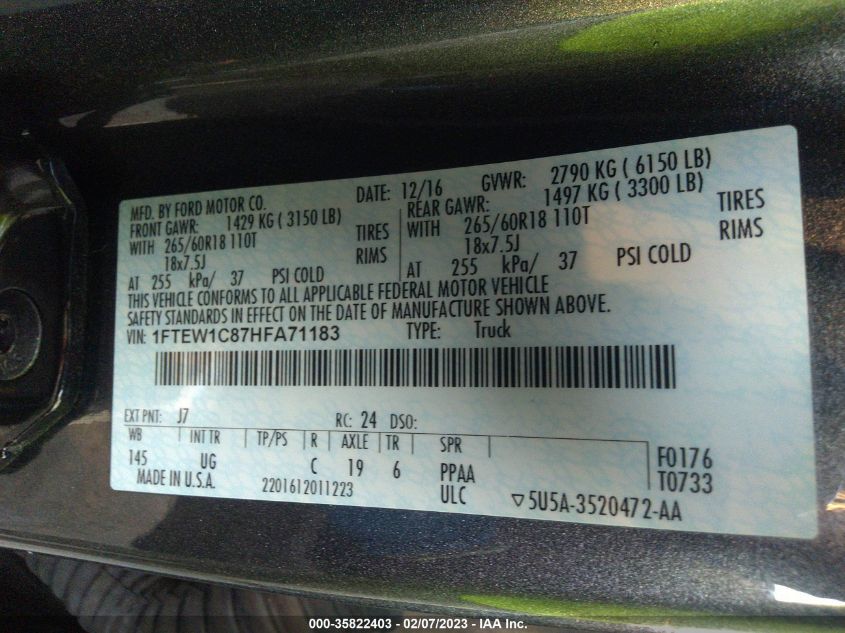 MFD. BY FORD MOTOR CO. DATE: 12/16 GVWR: 2790 KG ( 6150 LB)
FRONT GAWR: 1429 KG ( 3150 LB) REAR GAWR: 1497 KG ( 3300 LB)
WITH 265/60R18 110T TIRES WITH 265/60R18 110T TIRES
18x7.5J RIMS 18x7.5J RIMS
AT 255 kPa/ 37 PSI COLD AT 255 kPa/ 37 PSI COLD
THIS VEHICLE CONFORMS TO ALL APPLICABLE FEDERAL MOTOR VEHICLE
SAFETY STANDARDS IN EFFECT ON THE DATE OF MANUFACTURE SHOWN ABOVE.
VIN: 1FTEW1C87HFA71183 TYPE: Truck
EXT PNT: J7 RC: 24 DSO:
WB INT TR TP/PS R AXLE TR SPR F0176
145 UG C 19 6 PPAA T0733
MADE IN U.S.A. 2201612011223 ULC ▽5U5A-3520472-AA
000-35822403 — 02/07/2023 — IAA Inc.